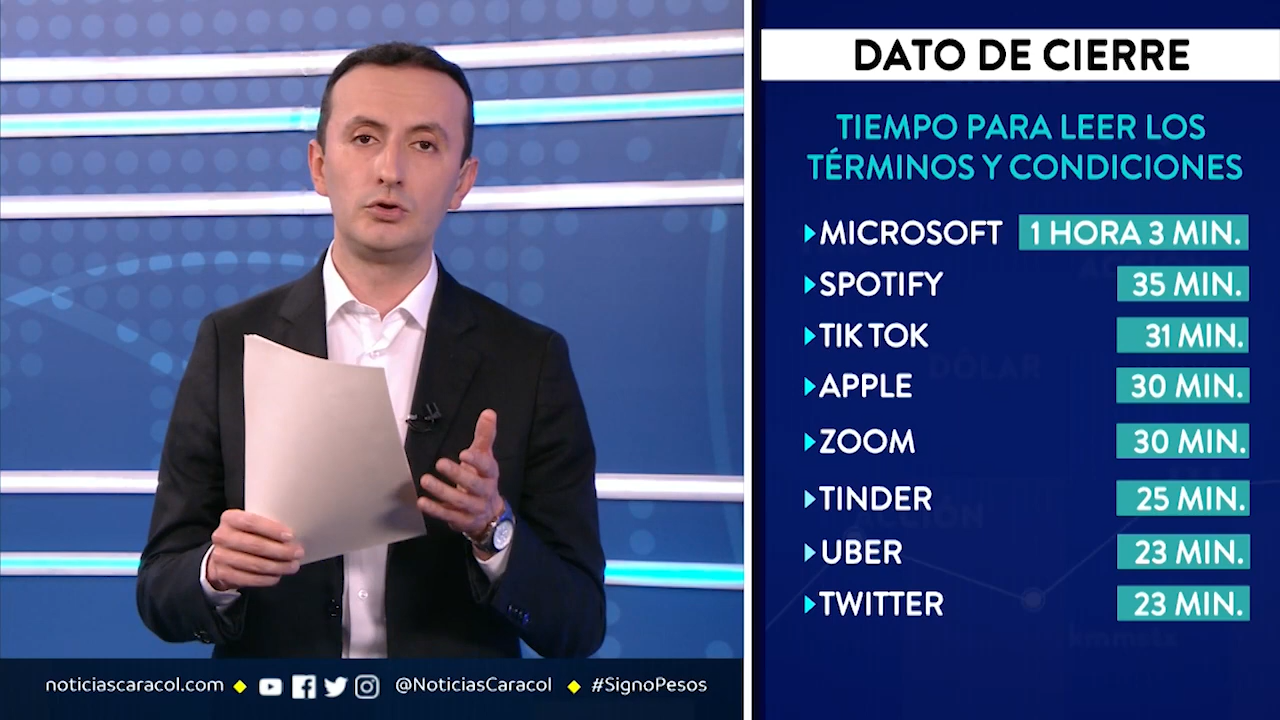 DATO DE CIERRE
TIEMPO PARA LEER LOS
TÉRMINOS Y CONDICIONES
MICROSOFT 1 HORA 3 MIN.
SPOTIFY 35 MIN.
TIK TOK 31 MIN.
DÓLAR
APPLE 30 MIN.
ZOOM 30 MIN.
TINDER 25 MIN.
ACCIÓN
UBER 23 MIN.
TWITTER 23 MIN.
noticiascaracol.com @NoticiasCaracol #SignoPesos